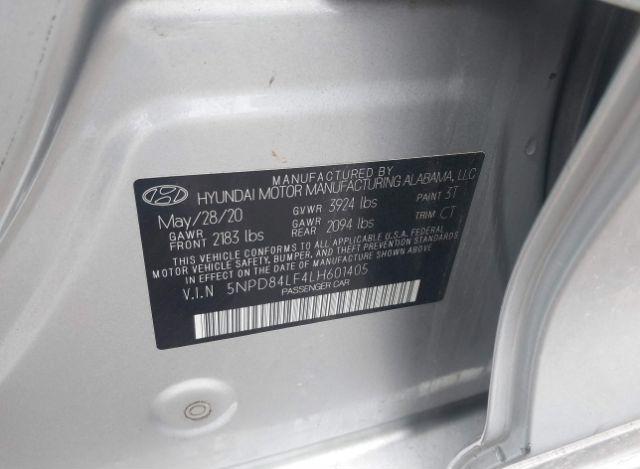 MANUFACTURED BY
HYUNDAI MOTOR MANUFACTURING ALABAMA, LLC
May/28/20 GVWR 3924 lbs PAINT 3T
GAWR FRONT 2183 lbs GAWR REAR 2094 lbs TRIM CT
THIS VEHICLE CONFORMS TO ALL APPLICABLE U.S.A. FEDERAL
MOTOR VEHICLE SAFETY, BUMPER, AND THEFT PREVENTION STANDARDS
IN EFFECT ON THE DATE OF MANUFACTURE SHOWN ABOVE.
V.I.N 5NPD84LF4LH601405
PASSENGER CAR